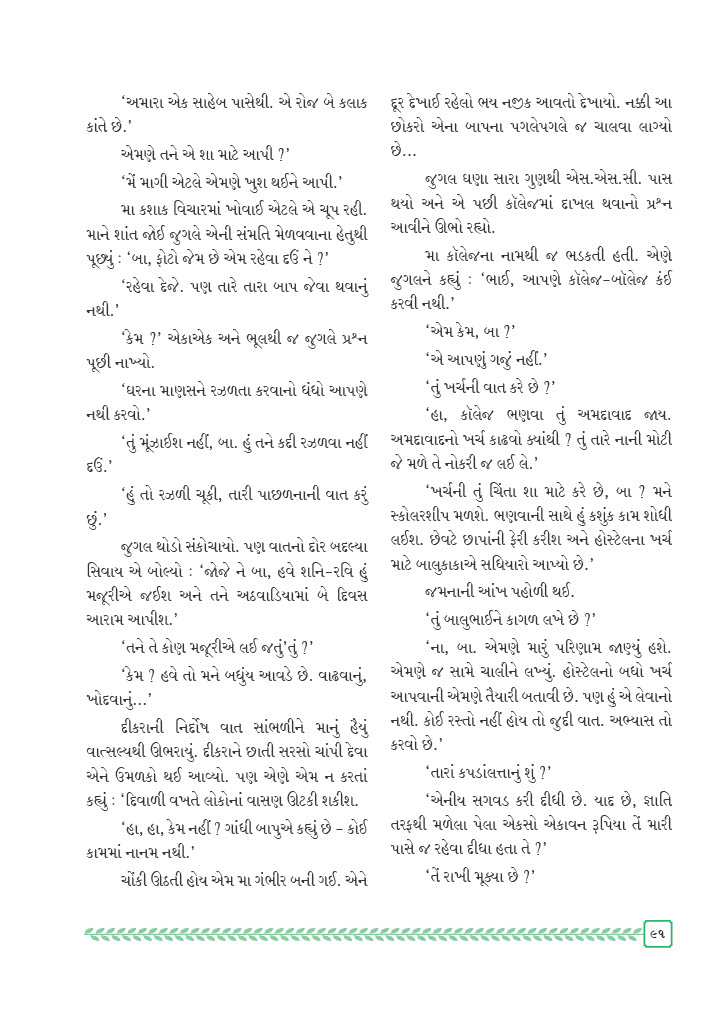 ‘અમારા એક સાહેબ પાસેથી. એ રોજ બે કલાક
કાંતે છે.’
એમણે તને એ શા માટે આપી ?’
‘મેં માગી એટલે એમણે ખુશ થઈને આપી.’
મા કશાક વિચારમાં ખોવાઈ એટલે એ ચૂપ રહી.
માને શાંત જોઈ જુગલે એની સંમતિ મેળવવાના હેતુથી
પૂછ્યું : ‘બા, ફોટો જેમ છે એમ રહેવા દઉં ને ?’
‘રહેવા દેજે. પણ તારે તારા બાપ જેવા થવાનું
નથી.’
‘કેમ ?’ એકાએક અને ભૂલથી જ જુગલે પ્રશ્ન
પૂછી નાખ્યો.
‘ઘરના માણસને રઝળતા કરવાનો ધંધો આપણે
નથી કરવો.’
‘તું મૂંઝાઈશ નહીં, બા. હું તને કદી રઝળવા નહીં
દઉં.’
‘હું તો રઝળી ચૂકી, તારી પાછળનાની વાત કરું
છું.’
જુગલ થોડો સંકોચાયો. પણ વાતનો દોર બદલ્યા
સિવાય એ બોલ્યો : ‘જોજે ને બા, હવે શનિ–રવિ હું
મજૂરીએ જઈશ અને તને અઠવાડિયામાં બે દિવસ
આરામ આપીશ.’
‘તને તે કોણ મજૂરીએ લઈ જતું’તું ?’
‘કેમ ? હવે તો મને બધુંય આવડે છે. વાઢવાનું,
ખોદવાનું...’
દીકરાની નિર્દોષ વાત સાંભળીને માનું હૈયું
વાત્સલ્યથી ઊભરાયું. દીકરાને છાતી સરસો ચાંપી દેવા
એને ઉમળકો થઈ આવ્યો. પણ એણે એમ ન કરતાં
કહ્યું : ‘દિવાળી વખતે લોકોનાં વાસણ ઊટકી શકીશ.
‘હા, હા, કેમ નહીં ? ગાંધી બાપુએ કહ્યું છે – કોઈ
કામમાં નાનમ નથી.’
ચોંકી ઊઠતી હોય એમ મા ગંભીર બની ગઈ. એને
દૂર દેખાઈ રહેલો ભય નજીક આવતો દેખાયો. નક્કી આ
છોકરો એના બાપના પગલેપગલે જ ચાલવા લાગ્યો
છે...
જુગલ ઘણા સારા ગુણથી એસ.એસ.સી. પાસ
થયો અને એ પછી કૉલેજમાં દાખલ થવાનો પ્રશ્ન
આવીને ઊભો રહ્યો.
મા કૉલેજના નામથી જ ભડકતી હતી. એણે
જુગલને કહ્યું : ‘ભાઈ, આપણે કૉલેજ–બૉલેજ કંઈ
કરવી નથી.’
‘એમ કેમ, બા ?’
‘એ આપણું ગજું નહીં.’
‘તું ખર્ચની વાત કરે છે ?’
‘હા, કૉલેજ ભણવા તું અમદાવાદ જાય.
અમદાવાદનો ખર્ચ કાઢવો ક્યાંથી ? તું તારે નાની મોટી
જે મળે તે નોકરી જ લઈ લે.’
‘ખર્ચની તું ચિંતા શા માટે કરે છે, બા ? મને
સ્કોલરશીપ મળશે. ભણવાની સાથે હું કશુંક કામ શોધી
લઈશ. છેવટે છાપાંની ફેરી કરીશ અને હોસ્ટેલના ખર્ચ
માટે બાલુકાકાએ સધિયારો આપ્યો છે.’
જમનાની આંખ પહોળી થઈ.
‘તું બાલુભાઈને કાગળ લખે છે ?’
‘ના, બા. એમણે મારું પરિણામ જાણ્યું હશે.
એમણે જ સામે ચાલીને લખ્યું. હોસ્ટેલનો બધો ખર્ચ
આપવાની એમણે તૈયારી બતાવી છે. પણ હું એ લેવાનો
નથી. કોઈ રસ્તો નહીં હોય તો જુદી વાત. અભ્યાસ તો
કરવો છે.’
‘તારાં કપડાંલત્તાનું શું ?’
‘એનીય સગવડ કરી દીધી છે. યાદ છે, જ્ઞાતિ
તરફથી મળેલા પેલા એકસો એકાવન રૂપિયા તેં મારી
પાસે જ રહેવા દીધા હતા તે ?’
‘તેં રાખી મૂક્યા છે ?’
૯૧